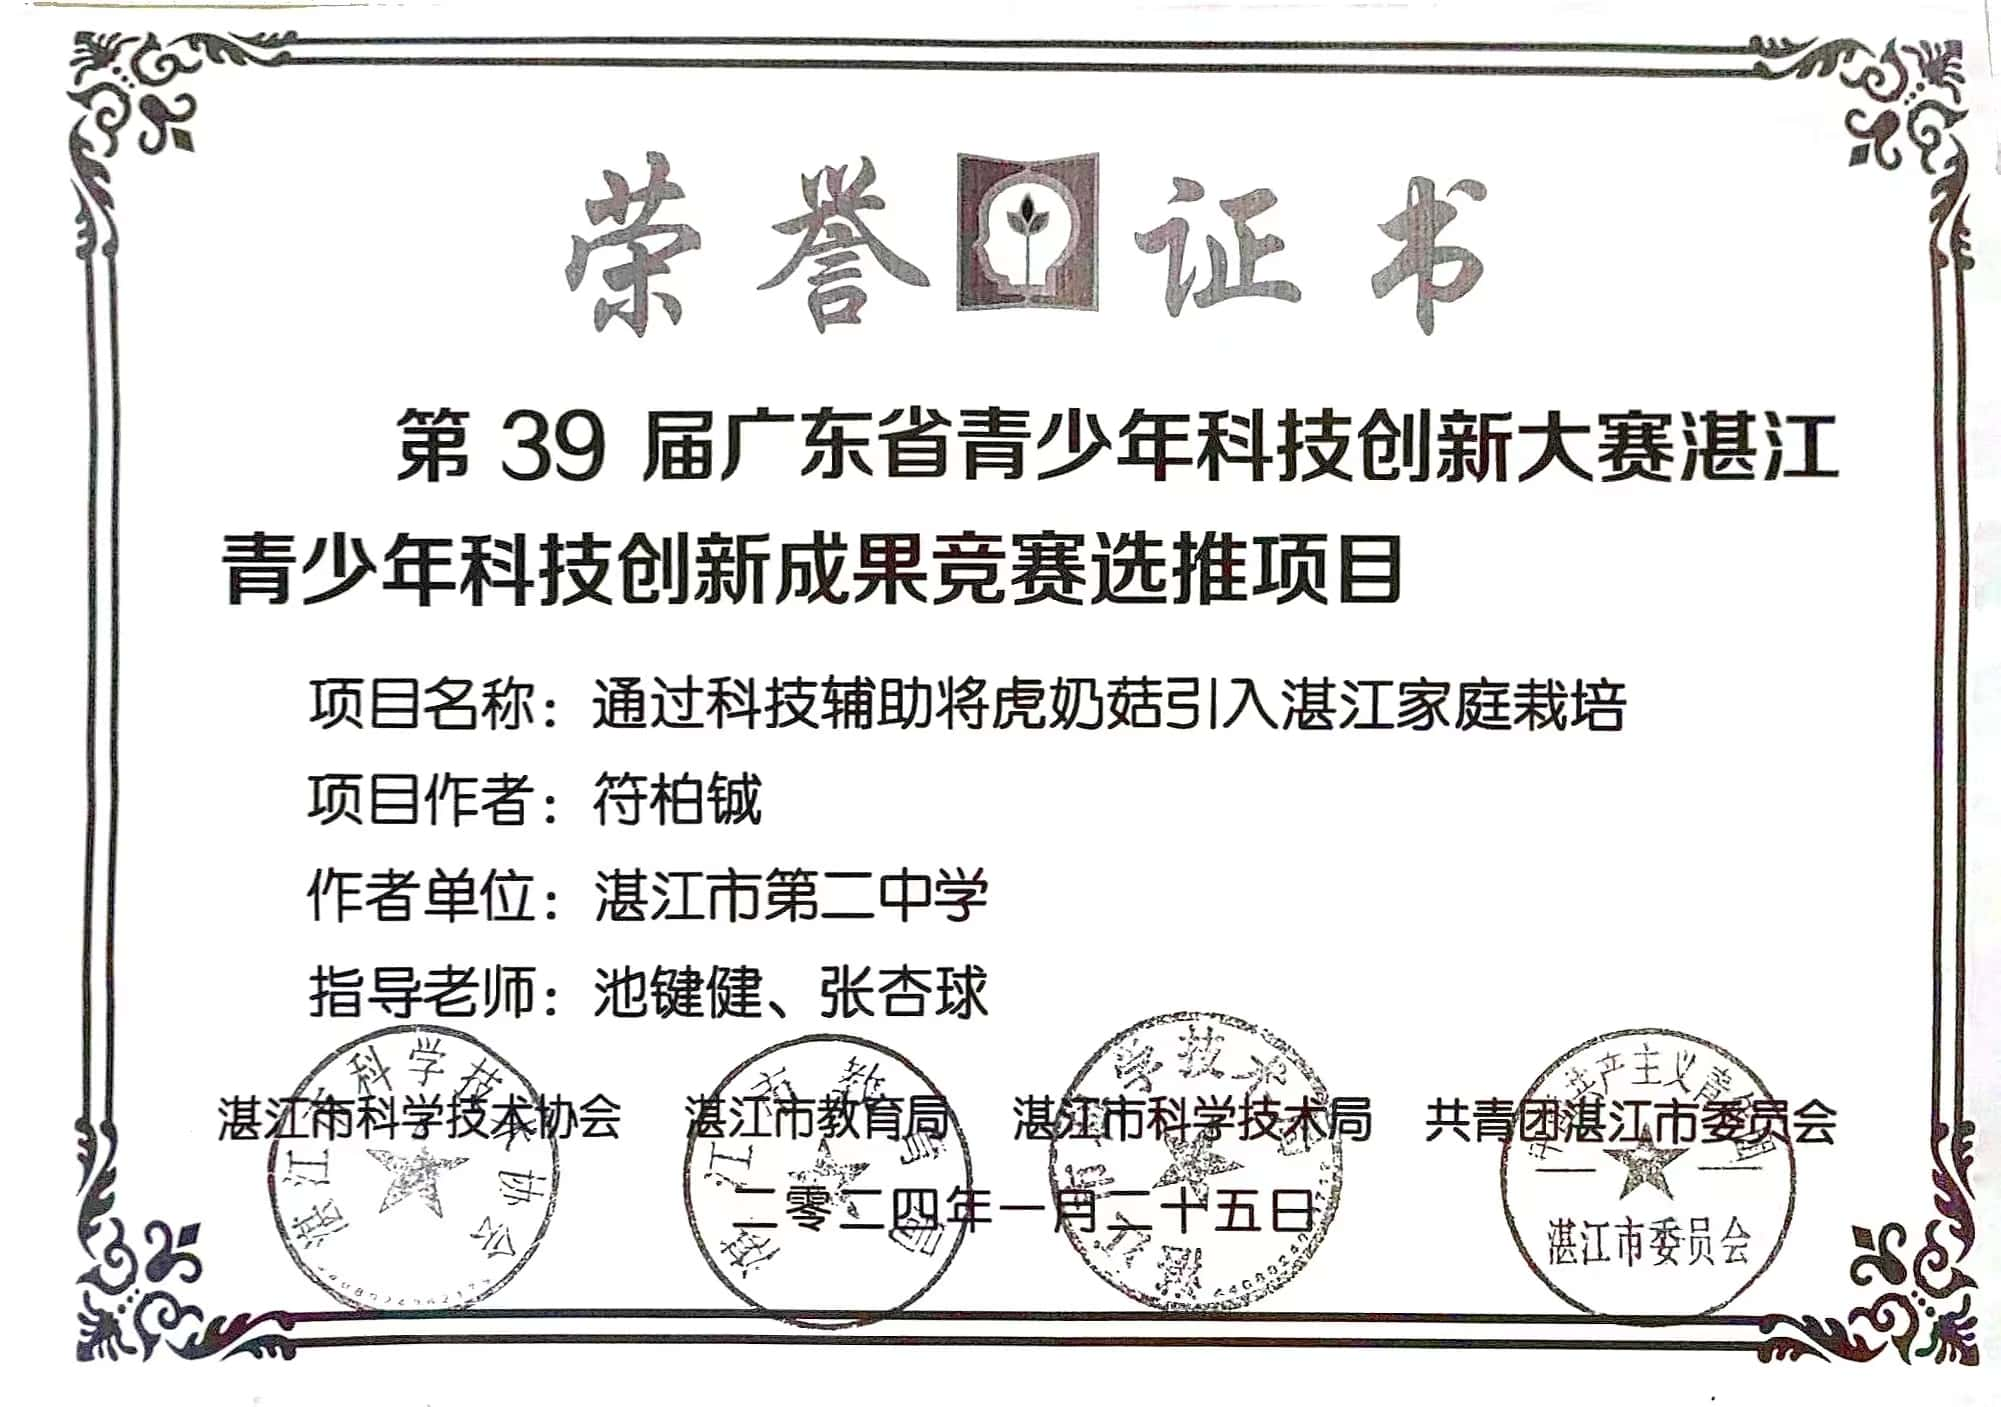 荣誉证书
第 39 届广东省青少年科技创新大赛湛江
青少年科技创新成果竞赛选推项目
项目名称：通过科技辅助将虎奶菇引入湛江家庭栽培
项目作者：符柏铖
作者单位：湛江市第二中学
指导老师：池键健、张杏球
湛江市科学技术协会 湛江市教育局 湛江市科学技术局 共青团湛江市委员会
二零二四年一月二十五日
湛江市科学技术协会
湛江市教育局
湛江市科学技术局
中国共产主义青年团
湛江市委员会